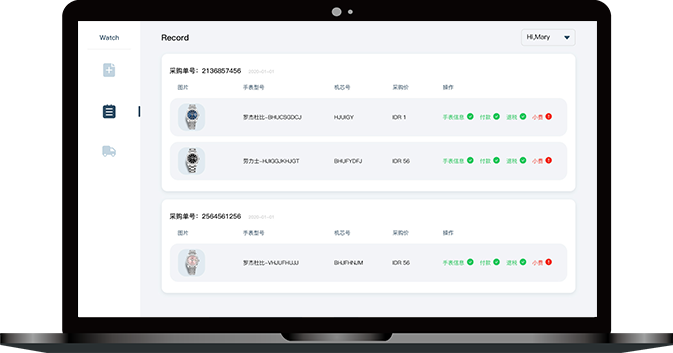 Watch
Record
Hi,Mary
采购单号：2136857456 2020-01-01
图片 手表型号 机芯号 采购价 操作
罗杰杜比-BHUCSGDCJ HJUIGY IDR 1 手表信息 付款 退税 小费
劳力士-HJIGGJKHJGT BHUFYDFJ IDR 56 手表信息 付款 退税 小费
采购单号：2564561256 2020-01-01
图片 手表型号 机芯号 采购价 操作
罗杰杜比-VHJUFHUJJ BHJFHNJM IDR 56 手表信息 付款 退税 小费